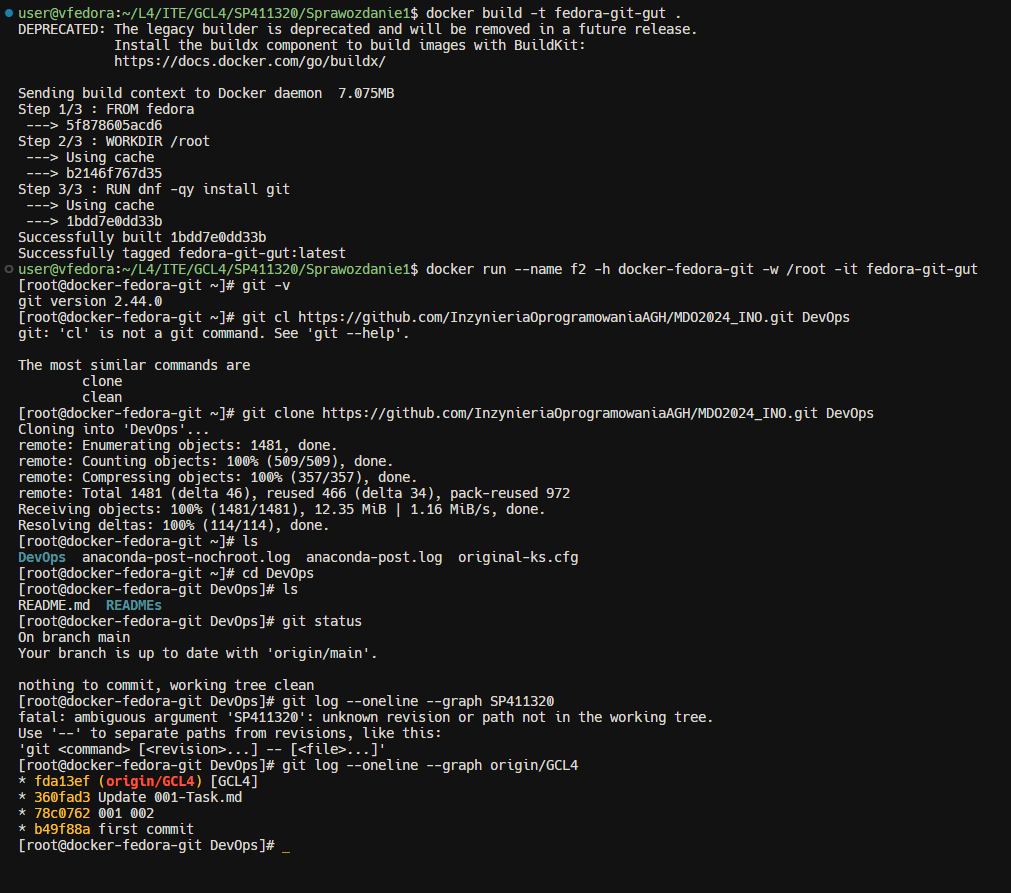 user@vfedora:~/L4/ITE/GCL4/SP411320/Sprawozdanie1$ docker build -t fedora-git-gut .
DEPRECATED: The legacy builder is deprecated and will be removed in a future release.
            Install the buildx component to build images with BuildKit:
            https://docs.docker.com/go/buildx/

Sending build context to Docker daemon  7.075MB
Step 1/3 : FROM fedora
 ---> 5f878605acd6
Step 2/3 : WORKDIR /root
 ---> Using cache
 ---> b2146f767d35
Step 3/3 : RUN dnf -qy install git
 ---> Using cache
 ---> 1bdd7e0dd33b
Successfully built 1bdd7e0dd33b
Successfully tagged fedora-git-gut:latest
user@vfedora:~/L4/ITE/GCL4/SP411320/Sprawozdanie1$ docker run --name f2 -h docker-fedora-git -w /root -it fedora-git-gut
[root@docker-fedora-git ~]# git -v
git version 2.44.0
[root@docker-fedora-git ~]# git cl https://github.com/InzynieriaOprogramowaniaAGH/MDO2024_INO.git DevOps
git: 'cl' is not a git command. See 'git --help'.

The most similar commands are
        clone
        clean
[root@docker-fedora-git ~]# git clone https://github.com/InzynieriaOprogramowaniaAGH/MDO2024_INO.git DevOps
Cloning into 'DevOps'...
remote: Enumerating objects: 1481, done.
remote: Counting objects: 100% (509/509), done.
remote: Compressing objects: 100% (357/357), done.
remote: Total 1481 (delta 46), reused 466 (delta 34), pack-reused 972
Receiving objects: 100% (1481/1481), 12.35 MiB | 1.16 MiB/s, done.
Resolving deltas: 100% (114/114), done.
[root@docker-fedora-git ~]# ls
DevOps  anaconda-post-nochroot.log  anaconda-post.log  original-ks.cfg
[root@docker-fedora-git ~]# cd DevOps
[root@docker-fedora-git DevOps]# ls
README.md  READMEs
[root@docker-fedora-git DevOps]# git status
On branch main
Your branch is up to date with 'origin/main'.

nothing to commit, working tree clean
[root@docker-fedora-git DevOps]# git log --oneline --graph SP411320
fatal: ambiguous argument 'SP411320': unknown revision or path not in the working tree.
Use '--' to separate paths from revisions, like this:
'git <command> [<revision>...] -- [<file>...]'
[root@docker-fedora-git DevOps]# git log --oneline --graph origin/GCL4
* fda13ef (origin/GCL4) [GCL4]
* 360fad3 Update 001-Task.md
* 78c0762 001 002
* b49f88a first commit
[root@docker-fedora-git DevOps]# _